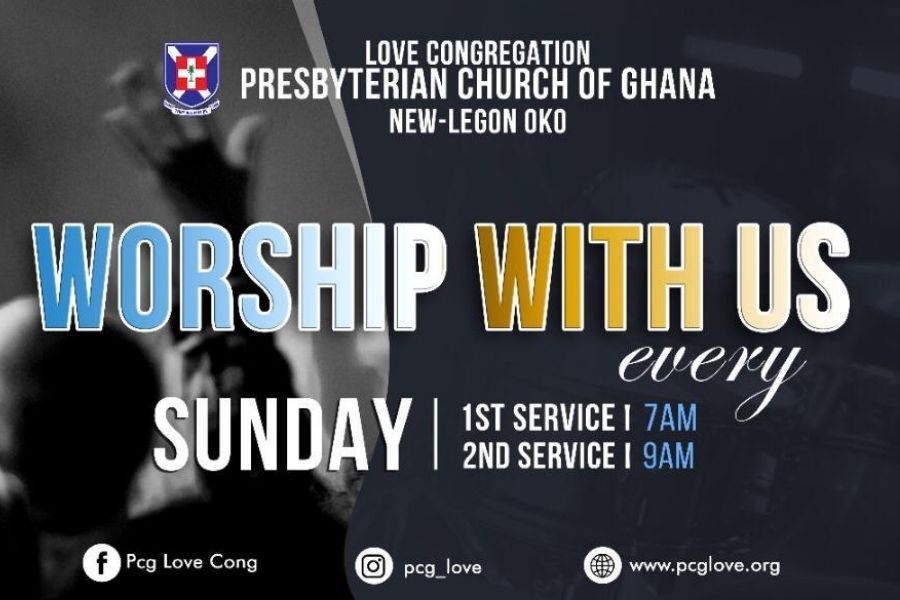 LOVE CONGREGATION
PRESBYTERIAN CHURCH OF GHANA
NEW-LEGON OKO
WORSHIP WITH US
every
SUNDAY
1ST SERVICE I 7AM
2ND SERVICE I 9AM
Pcg Love Cong
pcg_love
www.pcglove.org